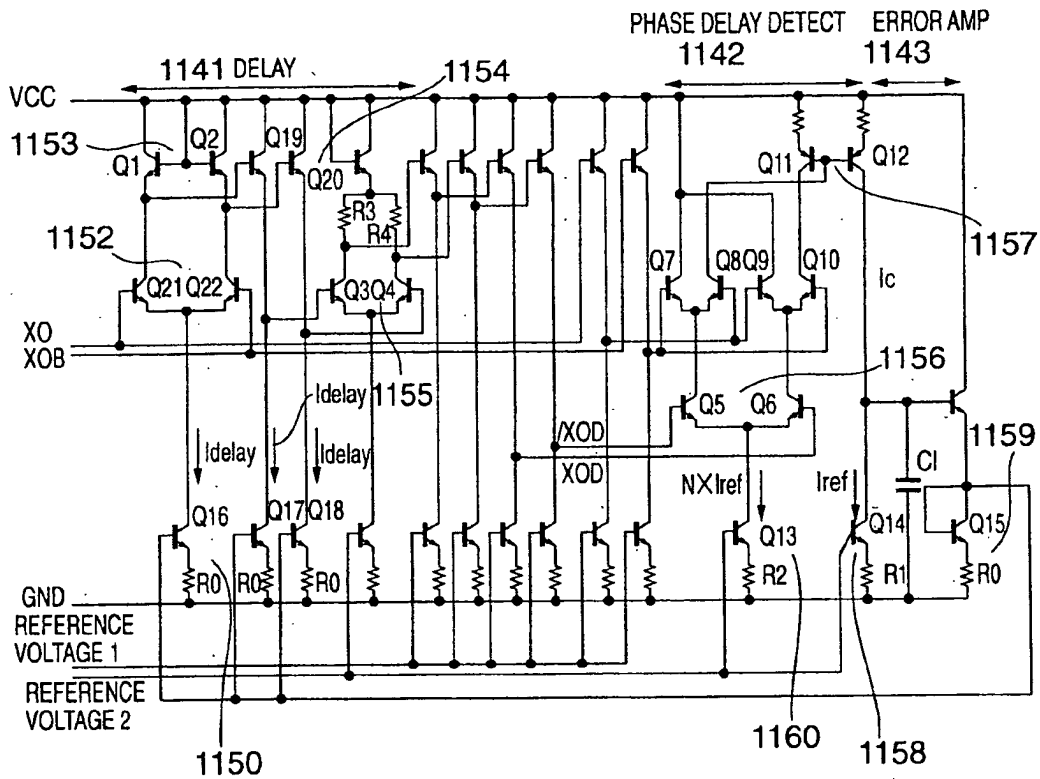 PHASE DELAY DETECT ERROR AMP
1142 1143
1141 DELAY 1154
VCC
1153 Q1 Q2 Q19 Q20 Q11 Q12
R3 R4
1157
1152
Q21 Q22 Q3 Q4 Q7 Q8 Q9 Q10
Ic
XO
XOB
1155 1156
Idelay
Q5 Q6
Idelay Idelay
/XOD
XOD
1159
CI
NXIref Iref
Q16 Q17 Q18 Q13 Q14 Q15
R0 R0 R0 R2 R1 R0
GND
REFERENCE
VOLTAGE 1
REFERENCE
VOLTAGE 2
1150 1160 1158